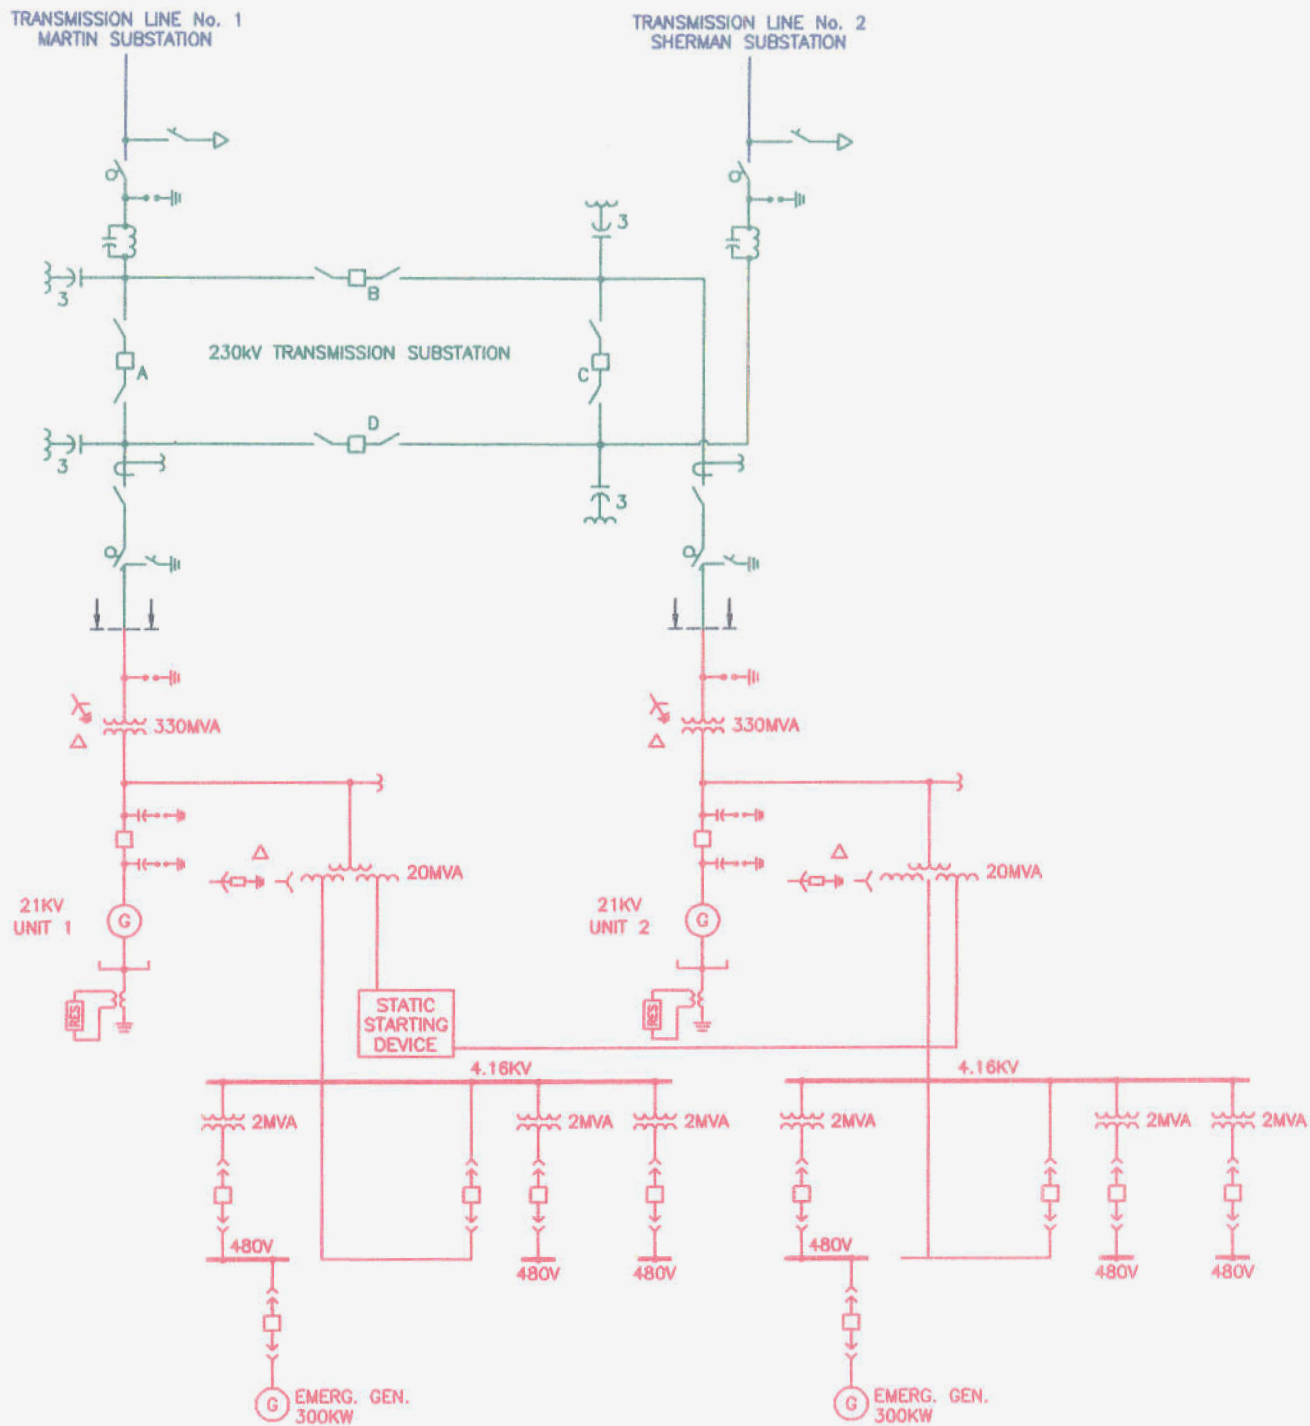 TRANSMISSION LINE No. 1
MARTIN SUBSTATION
TRANSMISSION LINE No. 2
SHERMAN SUBSTATION
3
3
B
230kV TRANSMISSION SUBSTATION
A
C
D
3
3
330MVA
330MVA
20MVA
20MVA
21KV
UNIT 1
G
21KV
UNIT 2
G
RES
STATIC
STARTING
DEVICE
RES
4.16KV
4.16KV
2MVA
2MVA
2MVA
2MVA
2MVA
2MVA
480V
480V
480V
480V
480V
480V
G
EMERG. GEN.
300KW
G
EMERG. GEN.
300KW